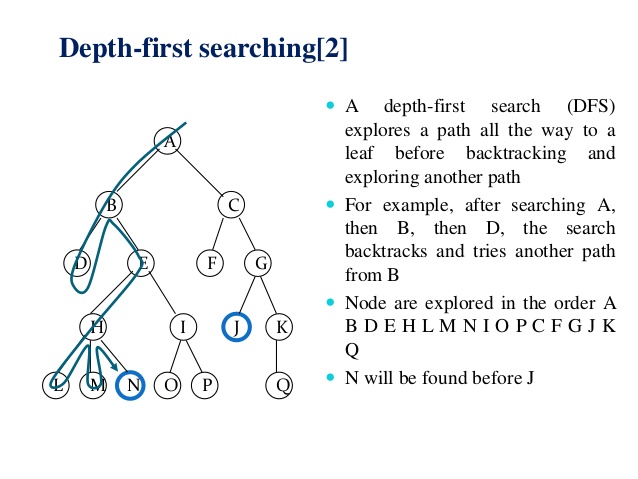 Depth-first searching[2]
A
B
C
D
E
F
G
H
I
J
K
L
M
N
O
P
Q
A depth-first search (DFS)
explores a path all the way to a
leaf before backtracking and
exploring another path
For example, after searching A,
then B, then D, the search
backtracks and tries another path
from B
Node are explored in the order A
B D E H L M N I O P C F G J K
Q
N will be found before J